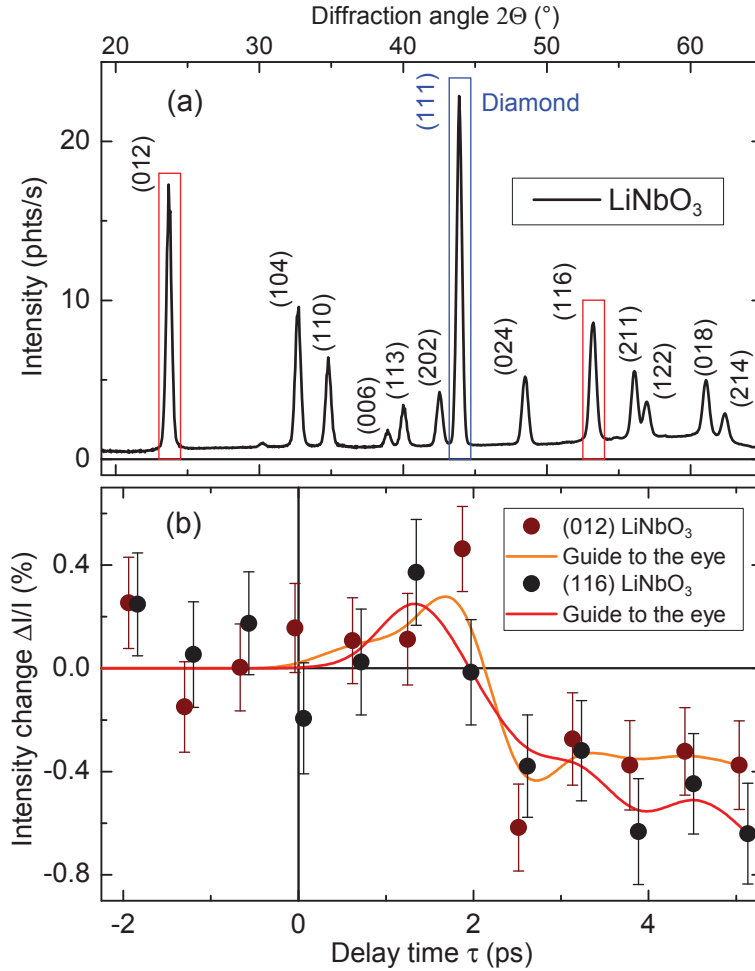 Diffraction angle 2Θ (°)
20 30 40 50 60
(a)
(012)
(104)
(110)
(006)
(113)
(202)
(111)
Diamond
(024)
(116)
(211)
(122)
(018)
(214)
LiNbO₃
Intensity (phts/s)
20
10
0
(b)
(012) LiNbO₃
Guide to the eye
(116) LiNbO₃
Guide to the eye
Intensity change ΔI/I (%)
0.4
0.0
-0.4
-0.8
-2 0 2 4
Delay time τ (ps)